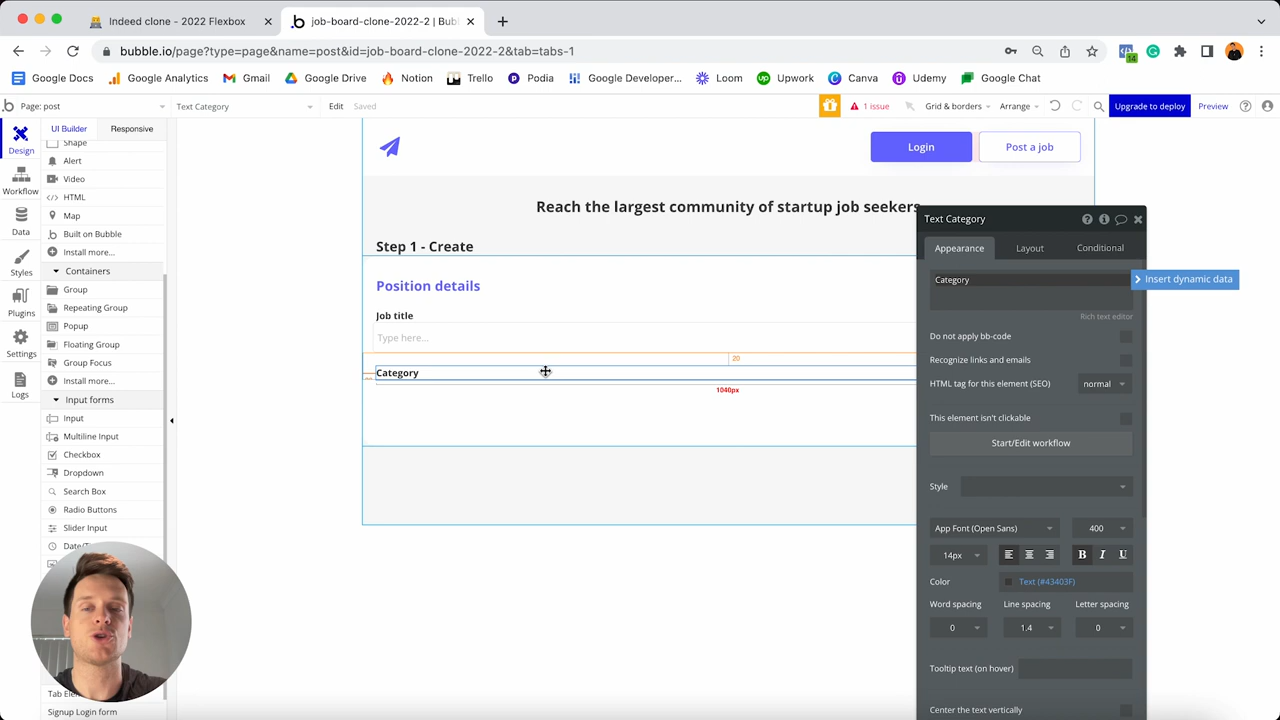 Indeed clone - 2022 Flexbox
job-board-clone-2022-2 | Bubl
bubble.io/page?type=page&name=post&id=job-board-clone-2022-2&tab=tabs-1
14
Google Docs
Google Analytics
Gmail
Google Drive
Notion
Trello
Podia
Google Developer...
Loom
Upwork
Canva
Udemy
Google Chat
Page: post
Text Category
Edit
Saved
1 issue
Grid & borders
Arrange
Upgrade to deploy
Preview
Design
Workflow
Data
Styles
Plugins
Settings
Logs
UI Builder
Responsive
Shape
Alert
Video
HTML
Map
Built on Bubble
Install more...
Containers
Group
Repeating Group
Popup
Floating Group
Group Focus
Install more...
Input forms
Input
Multiline Input
Checkbox
Dropdown
Search Box
Radio Buttons
Slider Input
Date/Ti
Tab Elem
Signup Login form
Login
Post a job
Reach the largest community of startup job seekers
Step 1 - Create
Position details
Job title
Type here...
20
Category
1040px
Text Category
Appearance
Layout
Conditional
Category
Insert dynamic data
Rich text editor
Do not apply bb-code
Recognize links and emails
HTML tag for this element (SEO)
normal
This element isn't clickable
Start/Edit workflow
Style
App Font (Open Sans)
400
14px
B
I
U
Color
Text (#43403F)
Word spacing
Line spacing
Letter spacing
0
1.4
0
Tooltip text (on hover)
Center the text vertically